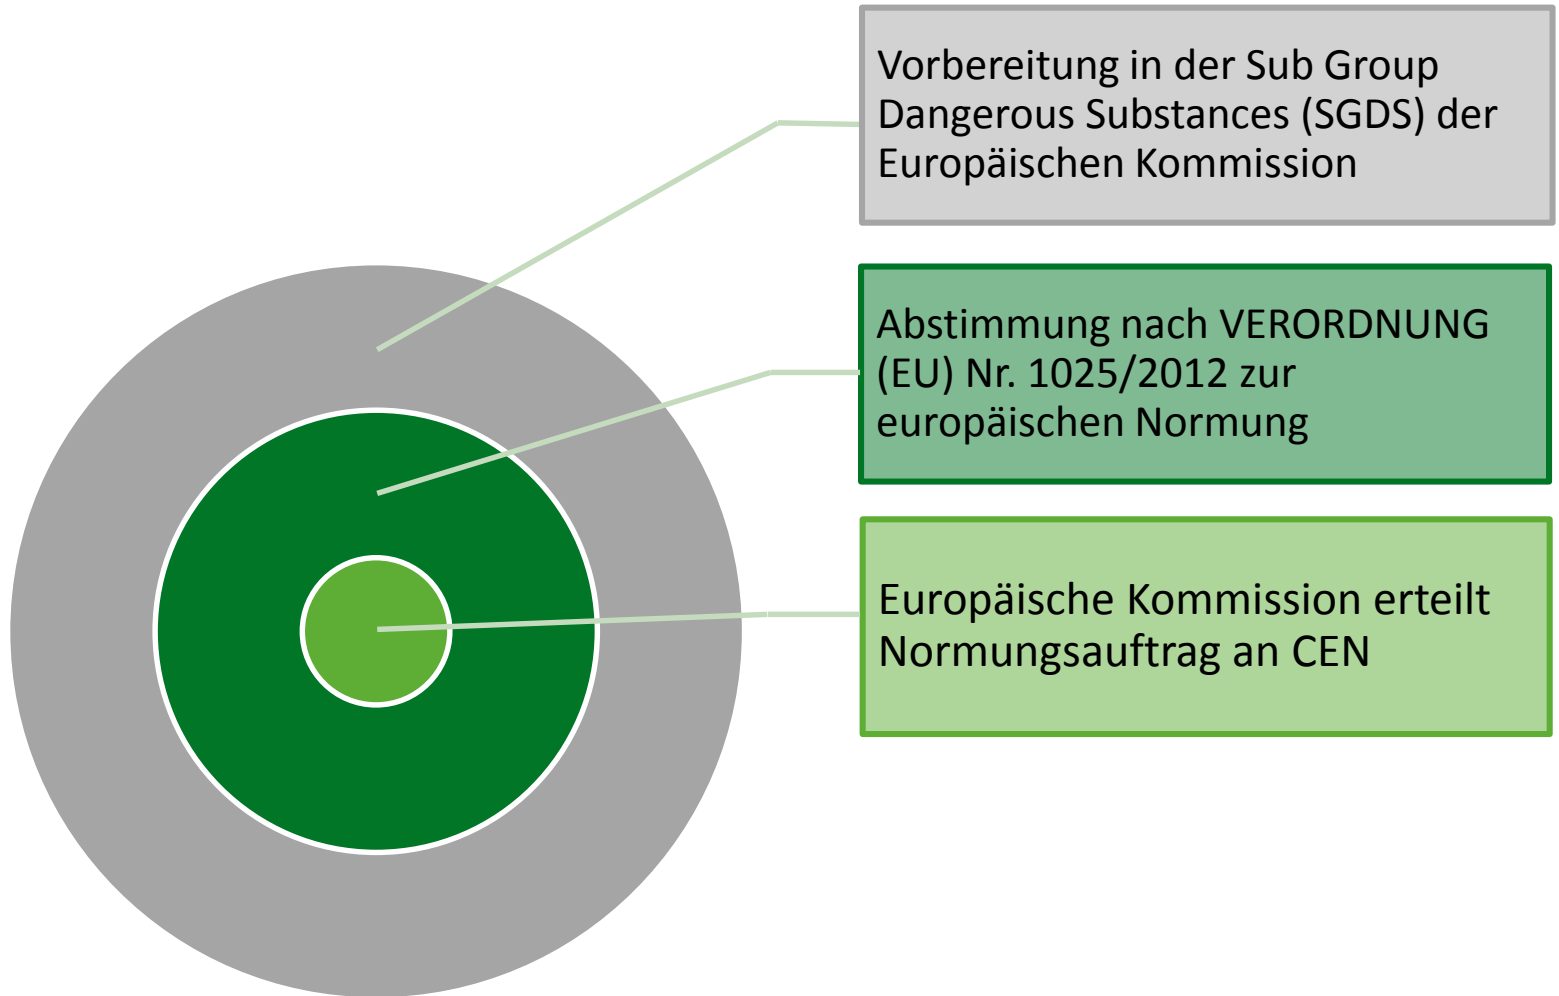 Vorbereitung in der Sub Group
Dangerous Substances (SGDS) der
Europäischen Kommission
Abstimmung nach VERORDNUNG
(EU) Nr. 1025/2012 zur
europäischen Normung
Europäische Kommission erteilt
Normungsauftrag an CEN